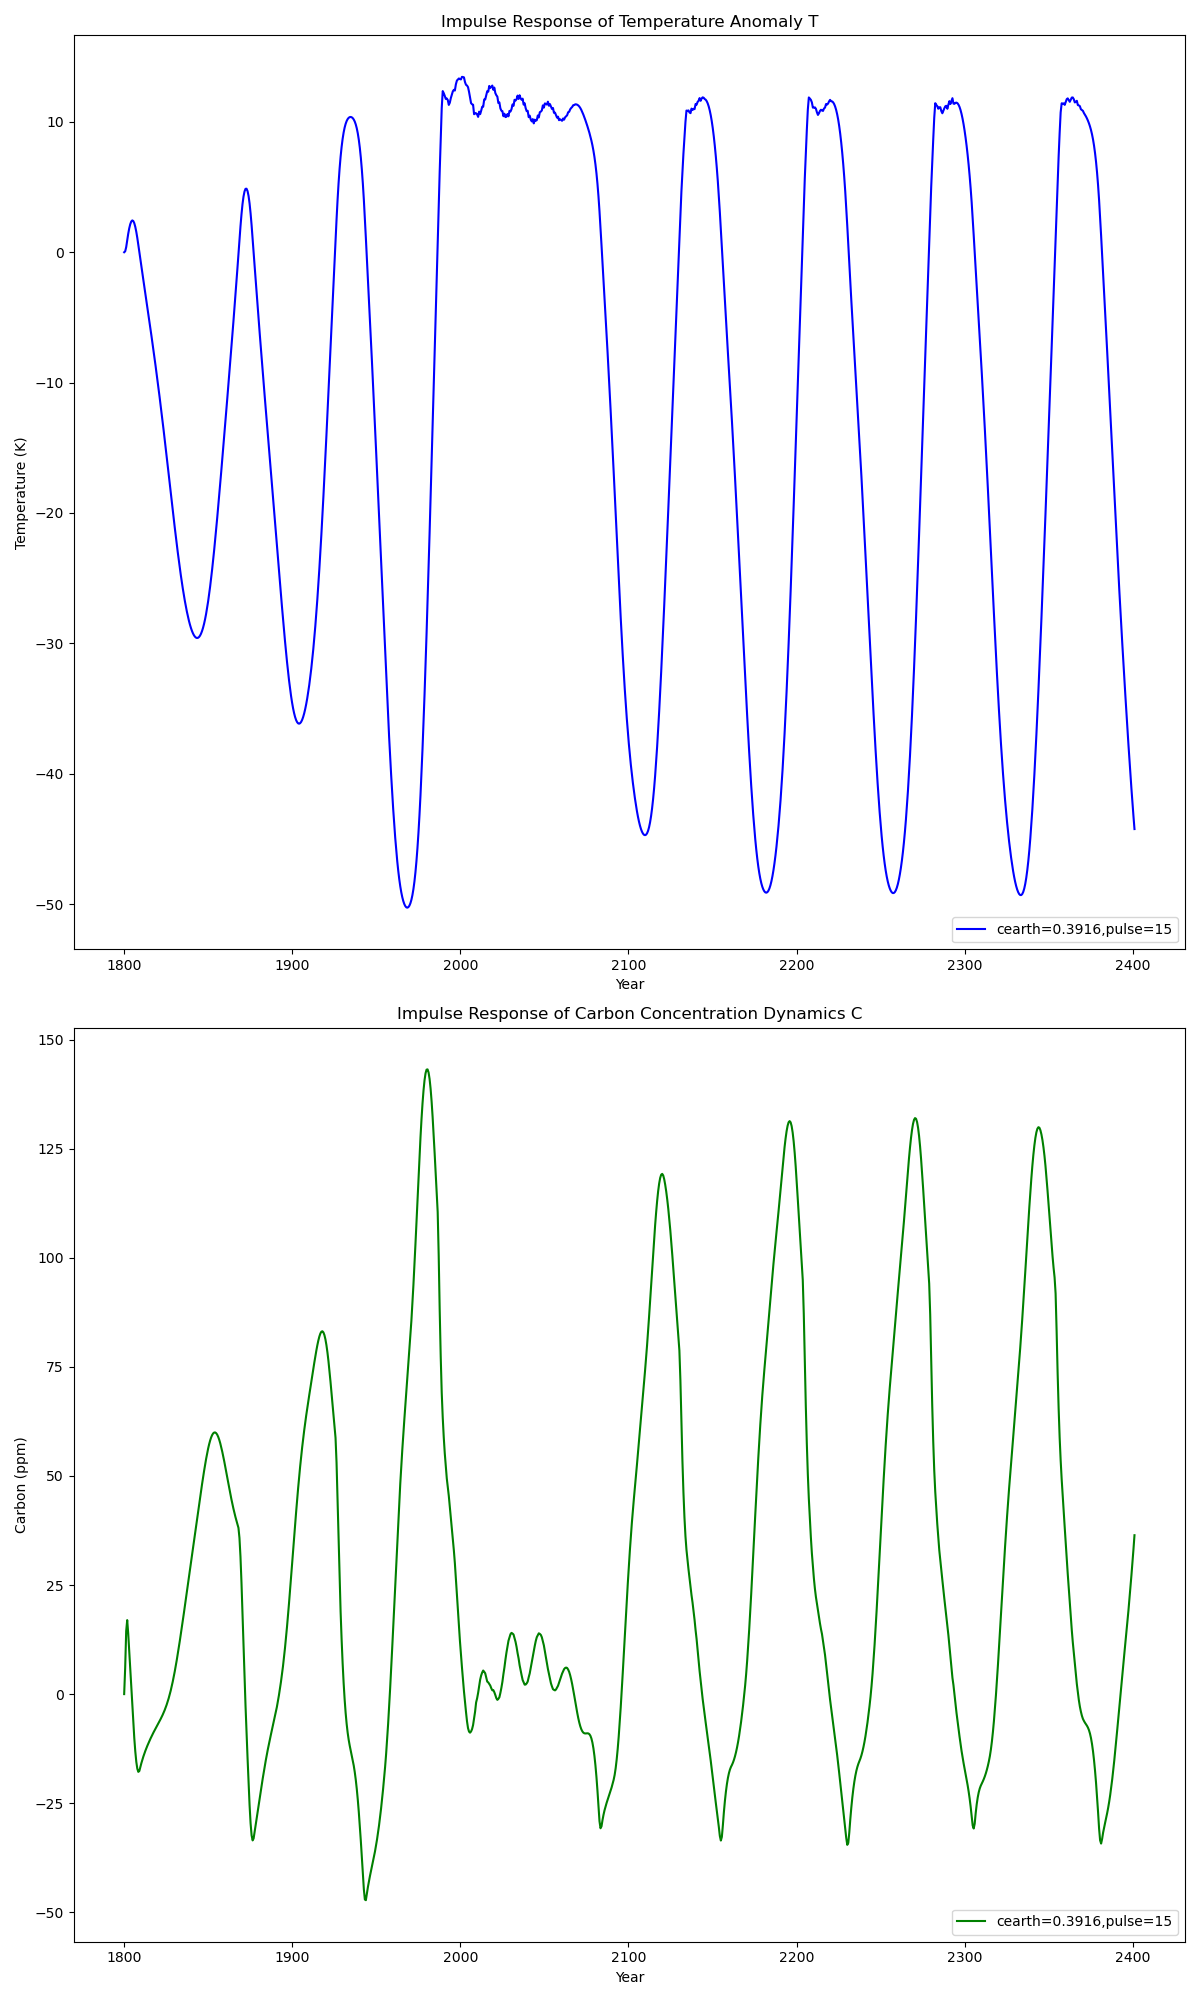 Impulse Response of Temperature Anomaly T
10
0
−10
−20
−30
−40
−50
Temperature (K)
1800 1900 2000 2100 2200 2300 2400
Year
cearth=0.3916,pulse=15
Impulse Response of Carbon Concentration Dynamics C
150
125
100
75
50
25
0
−25
−50
Carbon (ppm)
1800 1900 2000 2100 2200 2300 2400
Year
cearth=0.3916,pulse=15